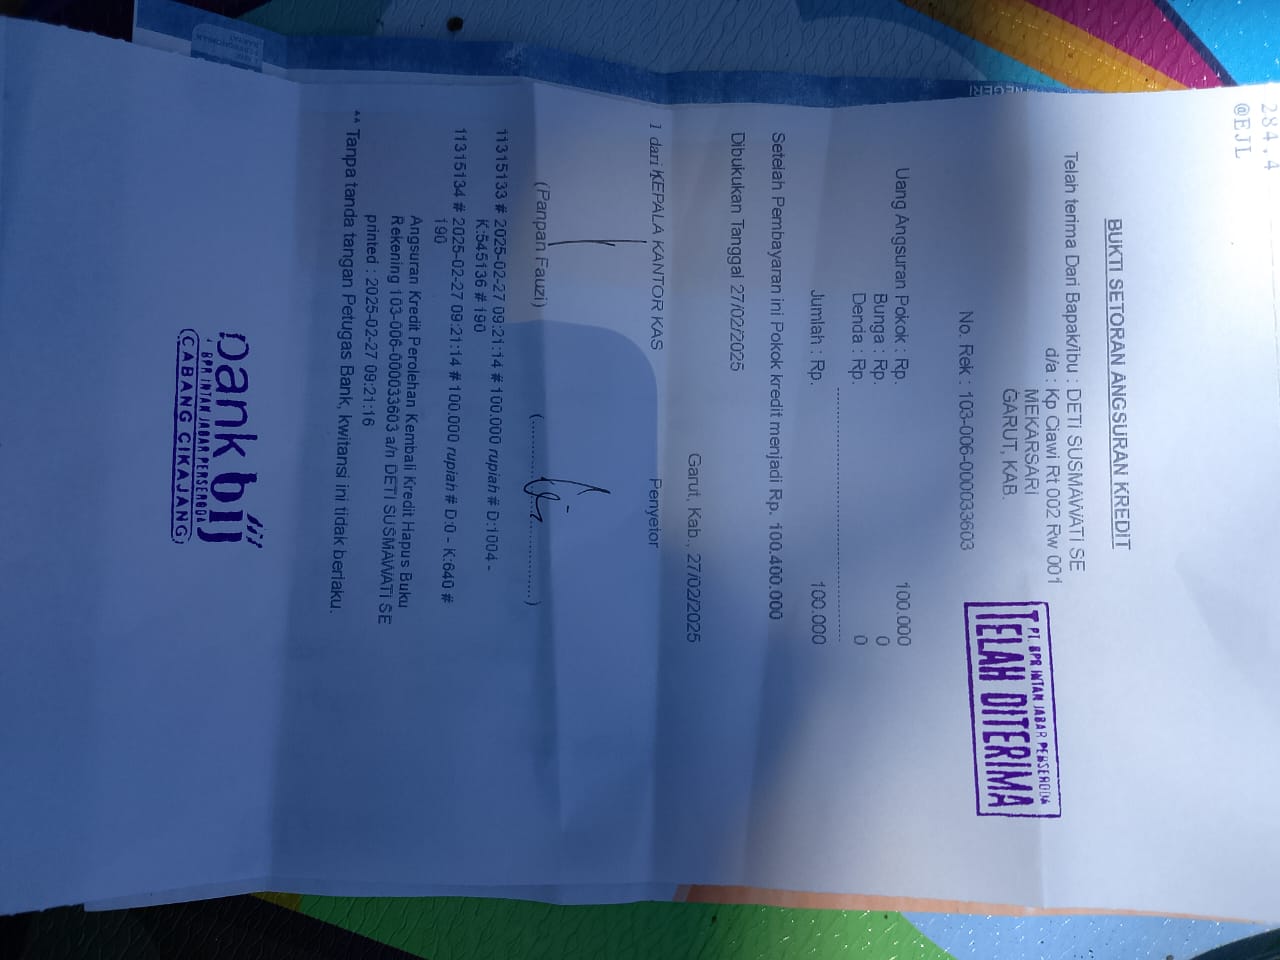 284.4
@EJL
BUKTI SETORAN ANGSURAN KREDIT
Telah terima Dari Bapak/ibu : DETI SUSMAWATI SE
d/a : Kp Ciawi Rt 002 Rw 001
MEKARSARI
GARUT, KAB.
No. Rek : 103-006-000033603
PT. BPR INTAN JABAR PERSERODA
TELAH DITERIMA
Uang Angsuran Pokok : Rp. 100.000
Bunga : Rp. 0
Denda : Rp. 0
Jumlah : Rp. 100.000
Setelah Pembayaran ini Pokok kredit menjadi Rp. 100.400.000
Dibukukan Tanggal 27/02/2025
Garut, Kab., 27/02/2025
1 dari KEPALA KANTOR KAS Penyetor
(Panpan Fauzi) (....................)
11315133 # 2025-02-27 09:21:14 # 100.000 rupiah # D:1004 -
K:545136 # 190
11315134 # 2025-02-27 09:21:14 # 100.000 rupiah # D:0 - K:640 #
190
Angsuran Kredit Perolehan Kembali Kredit Hapus Buku
Rekening 103-006-000033603 a/n DETI SUSMAWATI SE
printed : 2025-02-27 09:21:16
** Tanpa tanda tangan Petugas Bank, kwitansi ini tidak berlaku.
bank bij
BPR INTAN JABAR PERSERODA
CABANG CIKAJANG